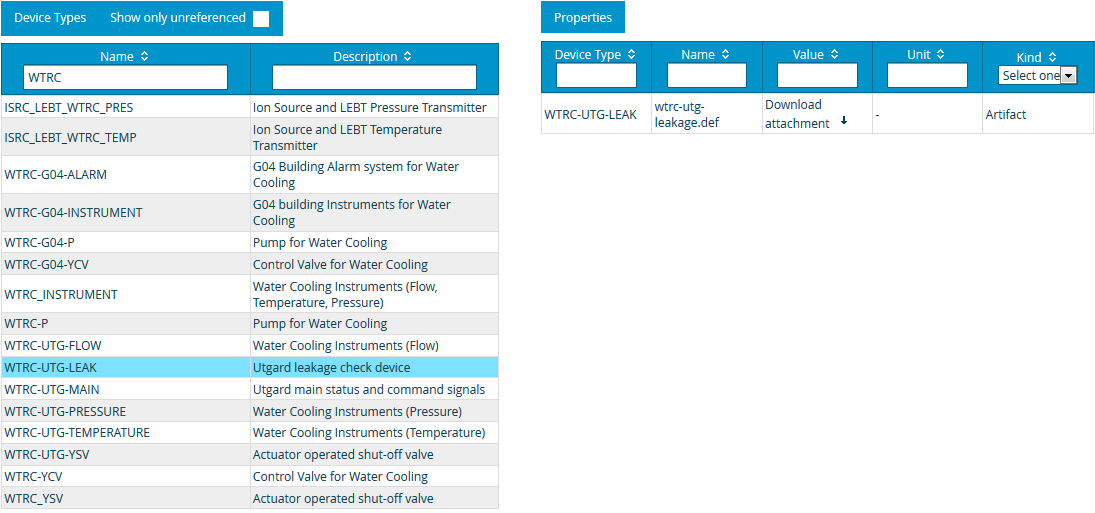 Device Types Show only unreferenced
Name Description
WTRC
ISRC_LEBT_WTRC_PRES Ion Source and LEBT Pressure Transmitter
ISRC_LEBT_WTRC_TEMP Ion Source and LEBT Temperature
Transmitter
WTRC-G04-ALARM G04 Building Alarm system for Water
Cooling
WTRC-G04-INSTRUMENT G04 building Instruments for Water
Cooling
WTRC-G04-P Pump for Water Cooling
WTRC-G04-YCV Control Valve for Water Cooling
WTRC_INSTRUMENT Water Cooling Instruments (Flow,
Temperature, Pressure)
WTRC-P Pump for Water Cooling
WTRC-UTG-FLOW Water Cooling Instruments (Flow)
WTRC-UTG-LEAK Utgard leakage check device
WTRC-UTG-MAIN Utgard main status and command signals
WTRC-UTG-PRESSURE Water Cooling Instruments (Pressure)
WTRC-UTG-TEMPERATURE Water Cooling Instruments (Temperature)
WTRC-UTG-YSV Actuator operated shut-off valve
WTRC-YCV Control Valve for Water Cooling
WTRC_YSV Actuator operated shut-off valve
Properties
Device Type Name Value Unit Kind
Select one
WTRC-UTG-LEAK wtrc-utg-
leakage.def Download
attachment - Artifact